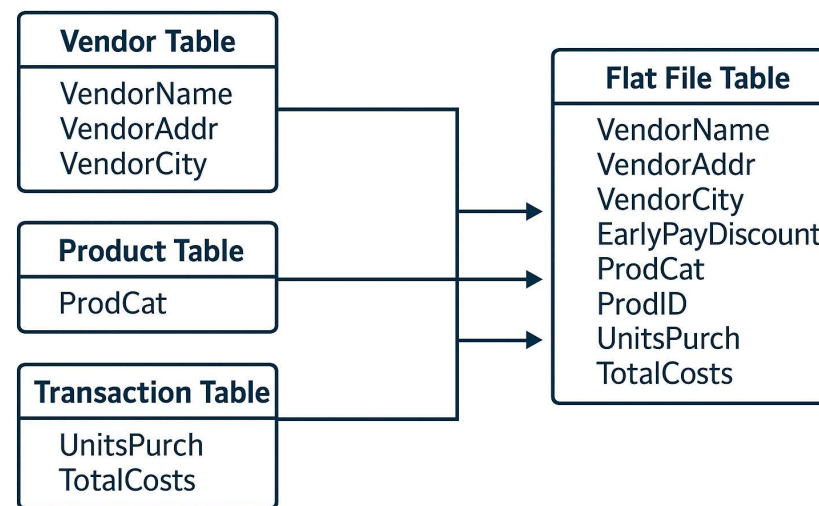 Vendor Table
VendorName
VendorAddr
VendorCity
Product Table
ProdCat
Transaction Table
UnitsPurch
TotalCosts
Flat File Table
VendorName
VendorAddr
VendorCity
EarlyPayDiscount
ProdCat
ProdID
UnitsPurch
TotalCosts